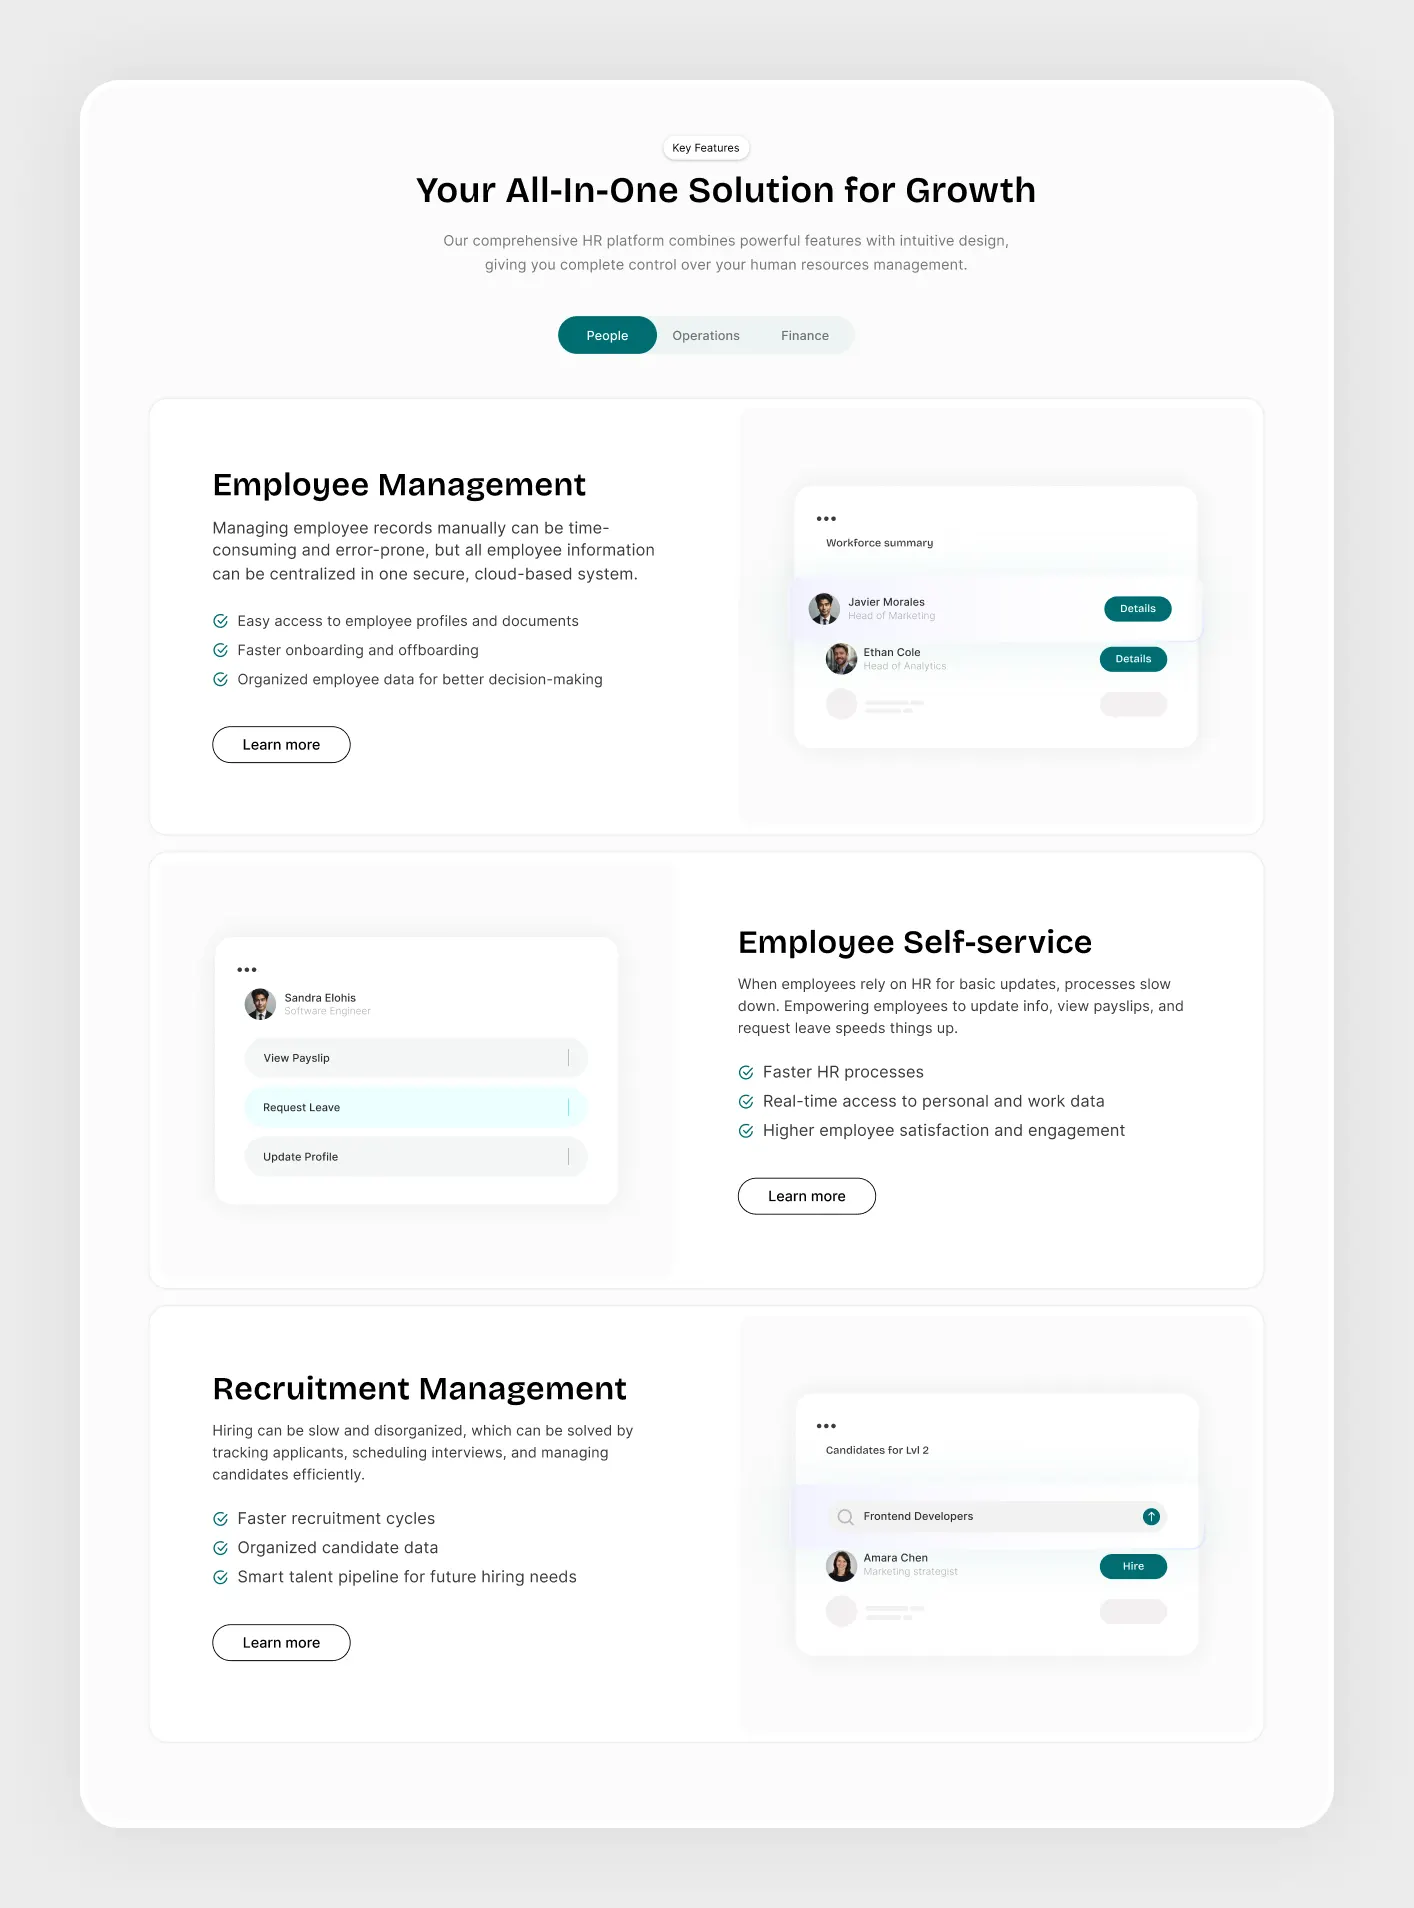 Key Features
Your All-In-One Solution for Growth
Our comprehensive HR platform combines powerful features with intuitive design,
giving you complete control over your human resources management.
People
Operations
Finance
Employee Management
Managing employee records manually can be time-
consuming and error-prone, but all employee information
can be centralized in one secure, cloud-based system.
Easy access to employee profiles and documents
Faster onboarding and offboarding
Organized employee data for better decision-making
Learn more
Workforce summary
Javier Morales
Head of Marketing
Details
Ethan Cole
Head of Analytics
Details
Sandra Elohis
Software Engineer
View Payslip
Request Leave
Update Profile
Employee Self-service
When employees rely on HR for basic updates, processes slow
down. Empowering employees to update info, view payslips, and
request leave speeds things up.
Faster HR processes
Real-time access to personal and work data
Higher employee satisfaction and engagement
Learn more
Recruitment Management
Hiring can be slow and disorganized, which can be solved by
tracking applicants, scheduling interviews, and managing
candidates efficiently.
Faster recruitment cycles
Organized candidate data
Smart talent pipeline for future hiring needs
Learn more
Candidates for Lvl 2
Frontend Developers
Amara Chen
Marketing strategist
Hire